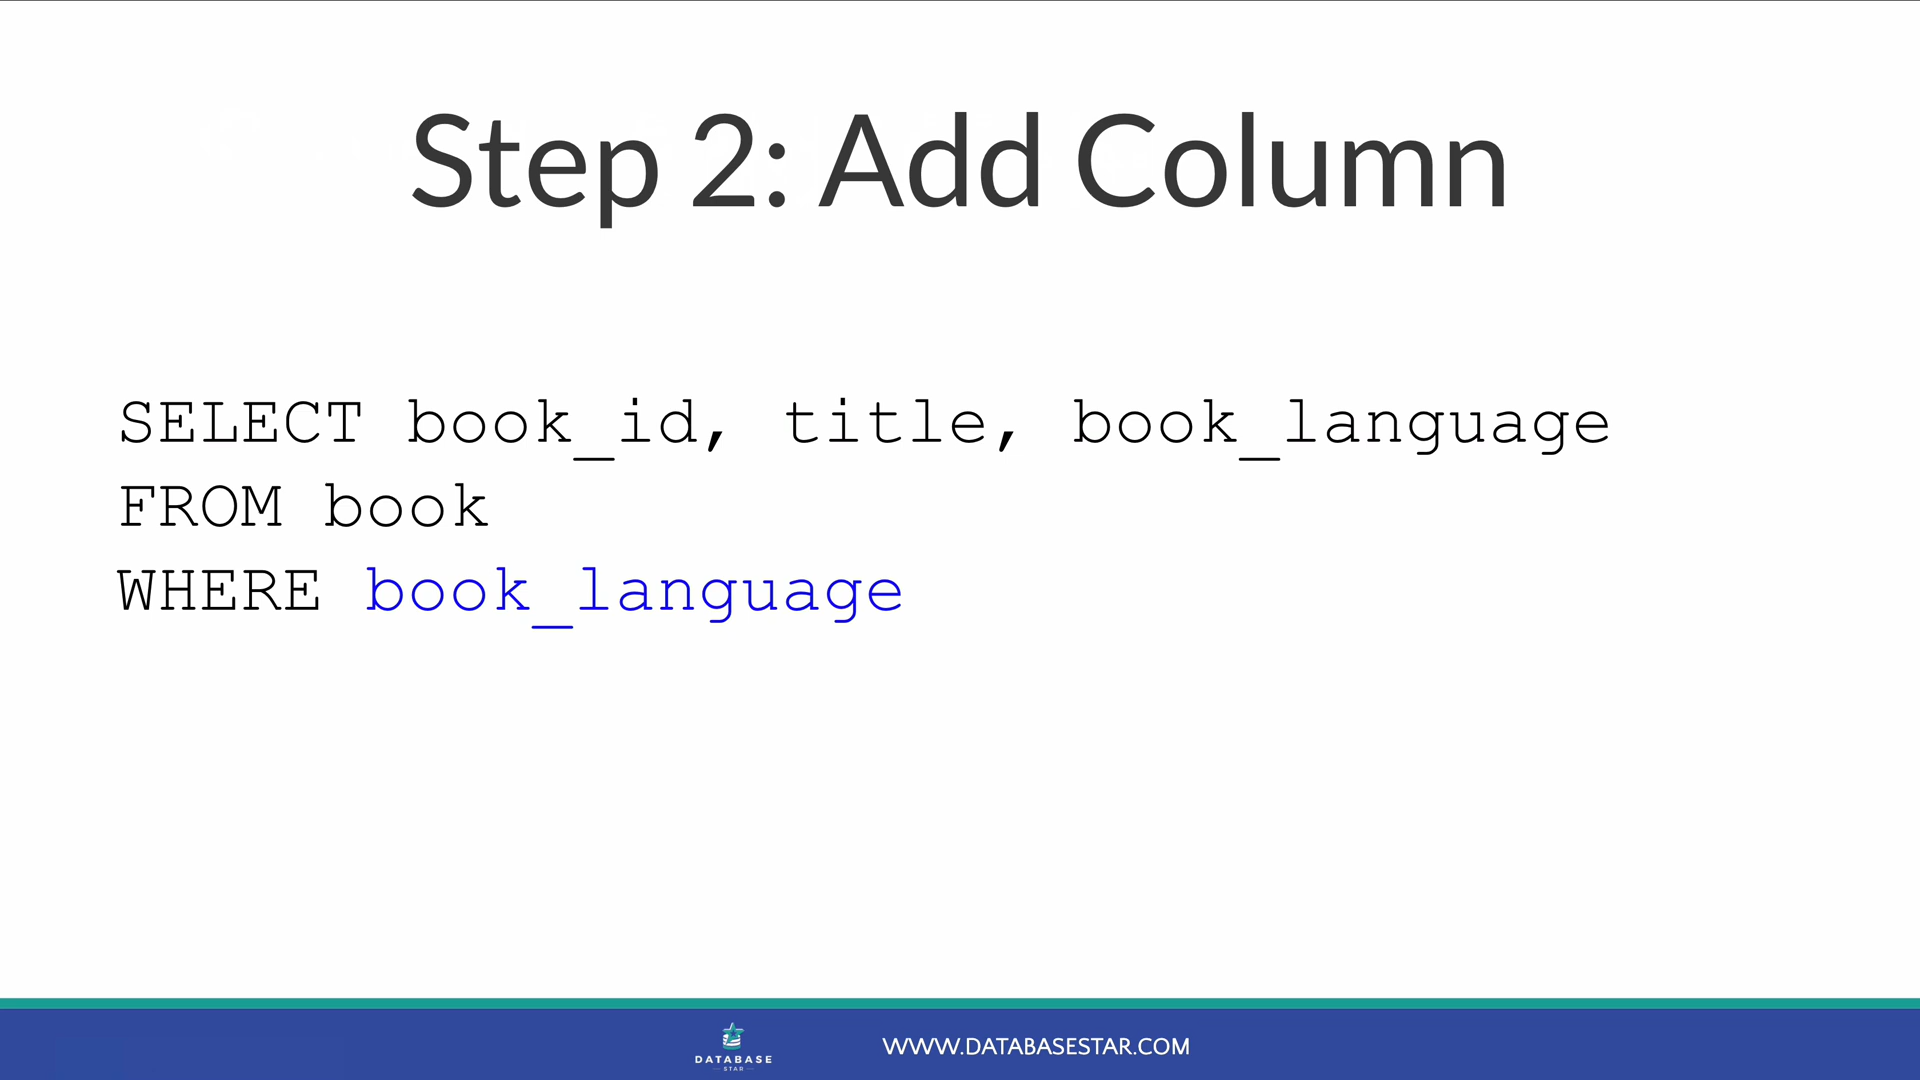 Step 2: Add Column
SELECT book_id, title, book_language
FROM book
WHERE book_language
DATABASE
STAR
WWW.DATABASESTAR.COM